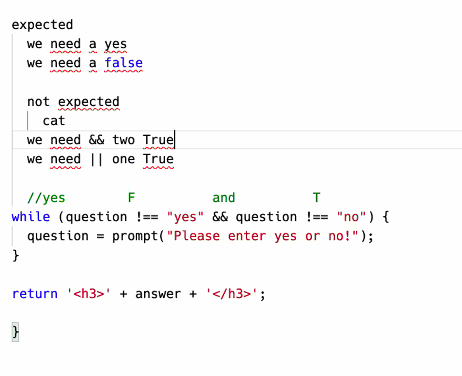 expected
we need a yes
we need a false
not expected
cat
we need && two True
we need || one True
//yes F and T
while (question !== "yes" && question !== "no") {
question = prompt("Please enter yes or no!");
}
return '<h3>' + answer + '</h3>';
}